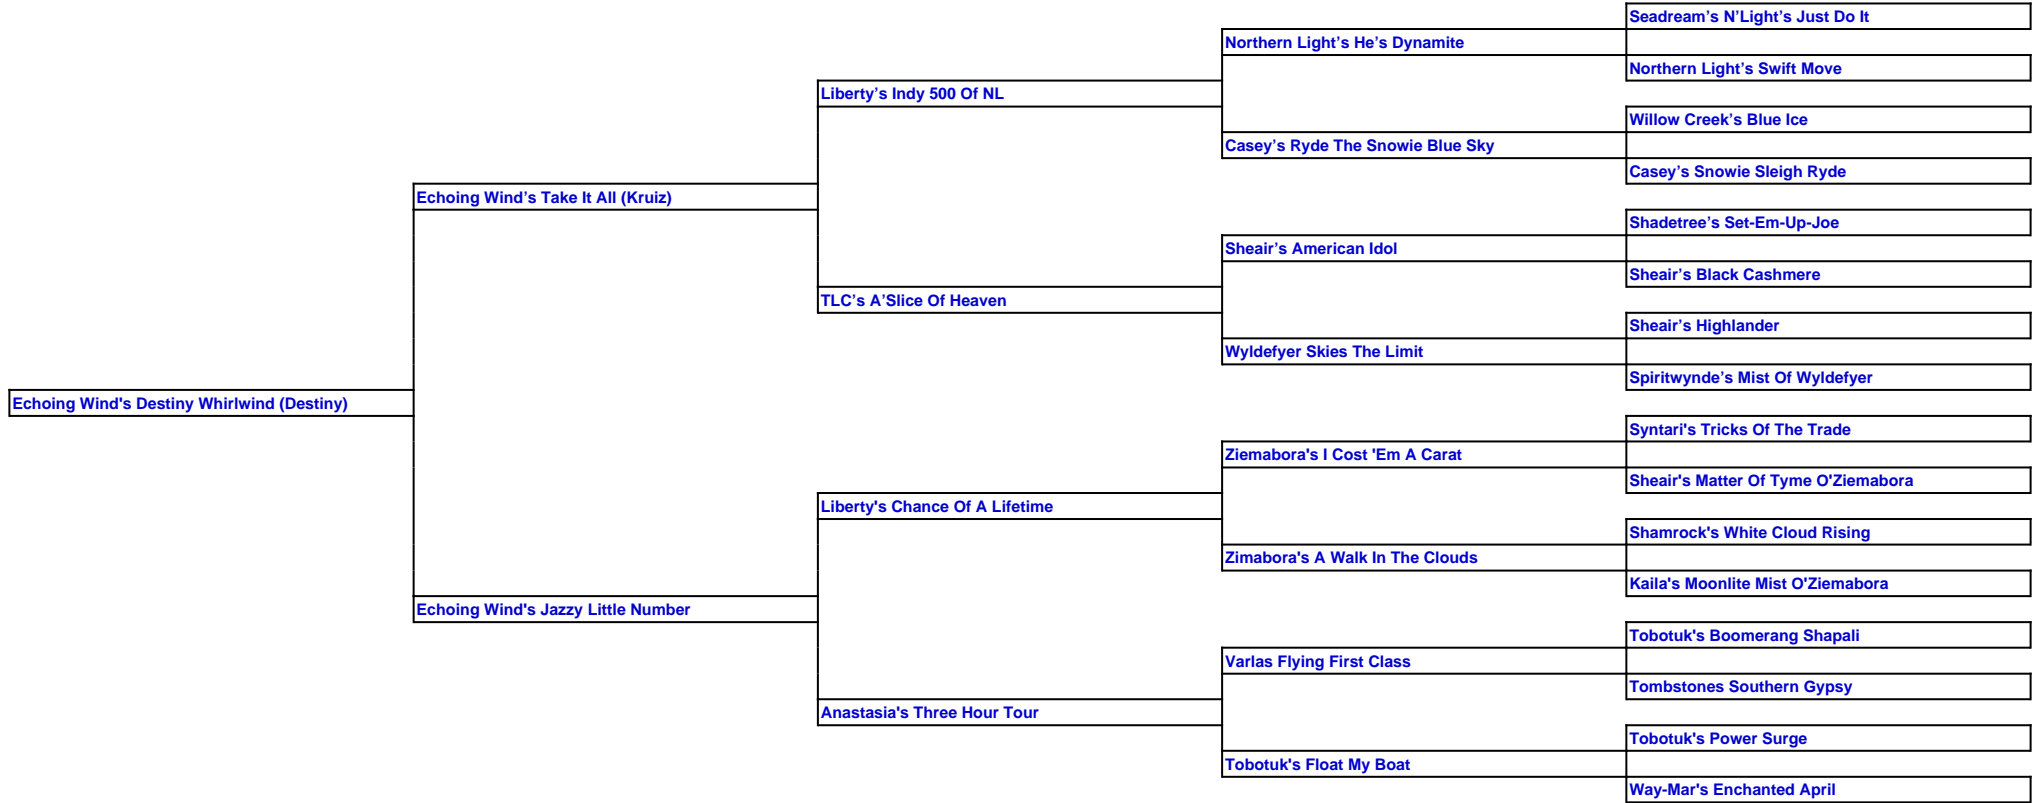 Seadream’s N’Light’s Just Do It
Northern Light’s He’s Dynamite
Northern Light’s Swift Move
Liberty’s Indy 500 Of NL
Willow Creek’s Blue Ice
Casey’s Ryde The Snowie Blue Sky
Casey’s Snowie Sleigh Ryde
Echoing Wind’s Take It All (Kruiz)
Shadetree’s Set-Em-Up-Joe
Sheair’s American Idol
Sheair’s Black Cashmere
TLC’s A’Slice Of Heaven
Sheair’s Highlander
Wyldefyer Skies The Limit
Spiritwynde’s Mist Of Wyldefyer
Echoing Wind's Destiny Whirlwind (Destiny)
Syntari's Tricks Of The Trade
Ziemabora's I Cost 'Em A Carat
Sheair's Matter Of Tyme O'Ziemabora
Liberty's Chance Of A Lifetime
Shamrock's White Cloud Rising
Zimabora's A Walk In The Clouds
Kaila's Moonlite Mist O'Ziemabora
Echoing Wind's Jazzy Little Number
Tobotuk's Boomerang Shapali
Varlas Flying First Class
Tombstones Southern Gypsy
Anastasia's Three Hour Tour
Tobotuk's Power Surge
Tobotuk's Float My Boat
Way-Mar's Enchanted April